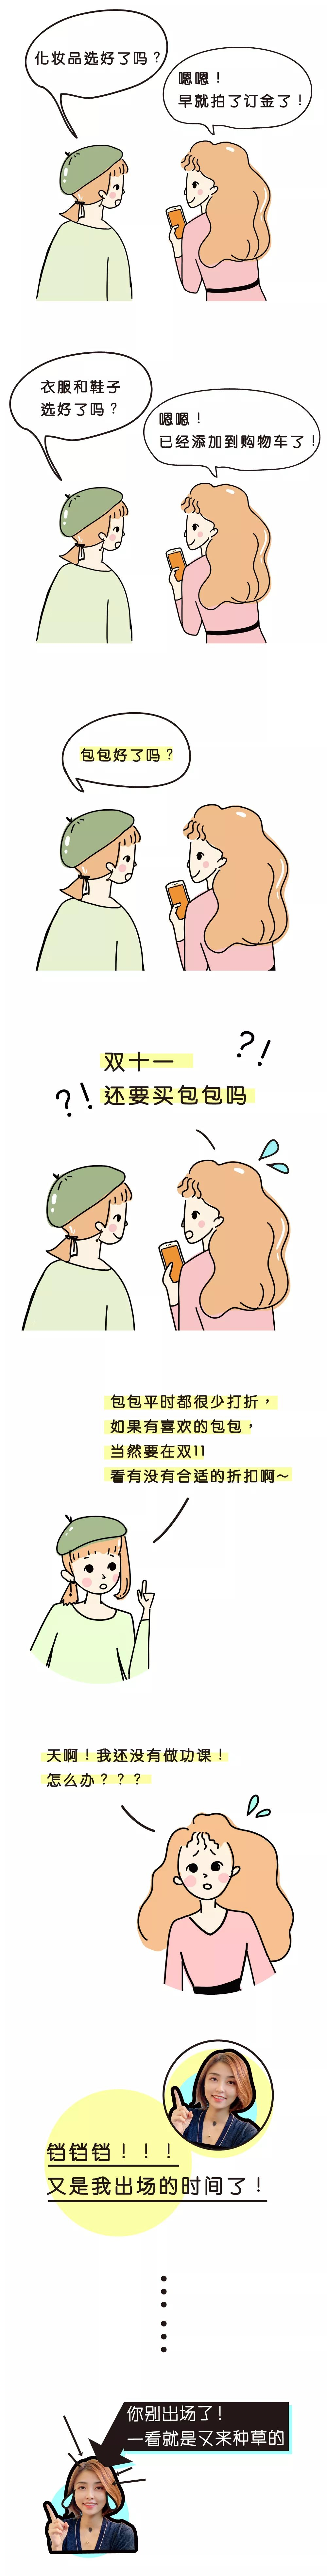 化妆品选好了吗？
嗯嗯！
早就拍了订金了！
衣服和鞋子
选好了吗？
嗯嗯！
已经添加到购物车了！
包包好了吗？
？！
双十一
还要买包包吗
？！
包包平时都很少打折，
如果有喜欢的包包，
当然要在双11
看有没有合适的折扣啊～
天啊！我还没有做功课！
怎么办？？？
铛铛铛！！！
又是我出场的时间了！
你别出场了！
一看就是又来种草的